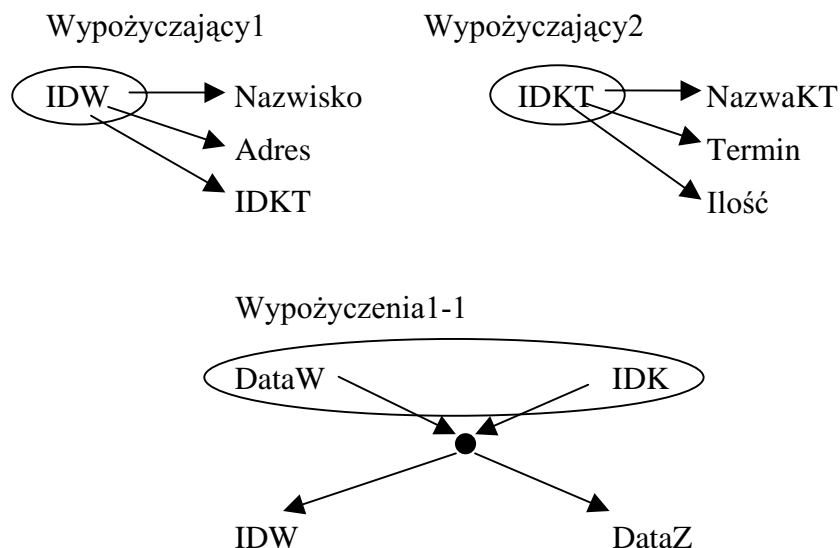 Wypożyczający1 Wypożyczający2
IDW Nazwisko IDKT NazwaKT
Adres Termin
IDKT Ilość
Wypożyczenia1-1
DataW IDK
IDW DataZ